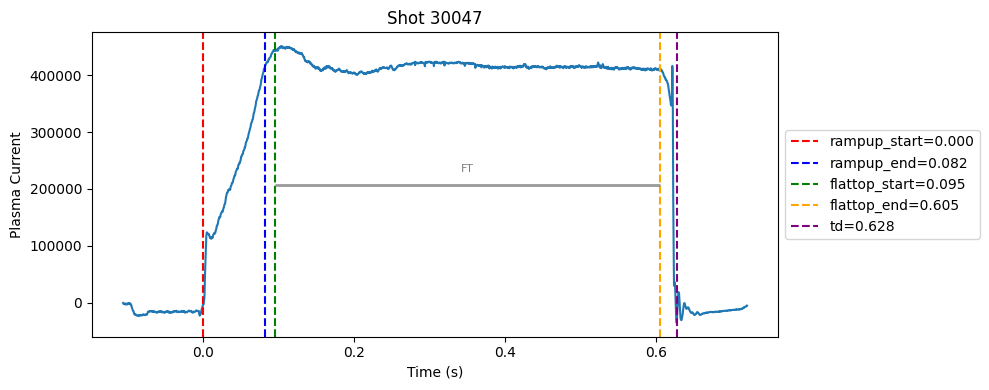 Shot 30047
Plasma Current
400000
300000
200000
100000
0
FT
0.0
0.2
0.4
0.6
Time (s)
rampup_start=0.000
rampup_end=0.082
flattop_start=0.095
flattop_end=0.605
td=0.628